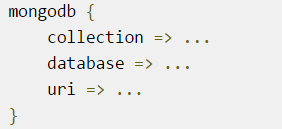 mongodb {
    collection => ...
    database => ...
    uri => ...
}